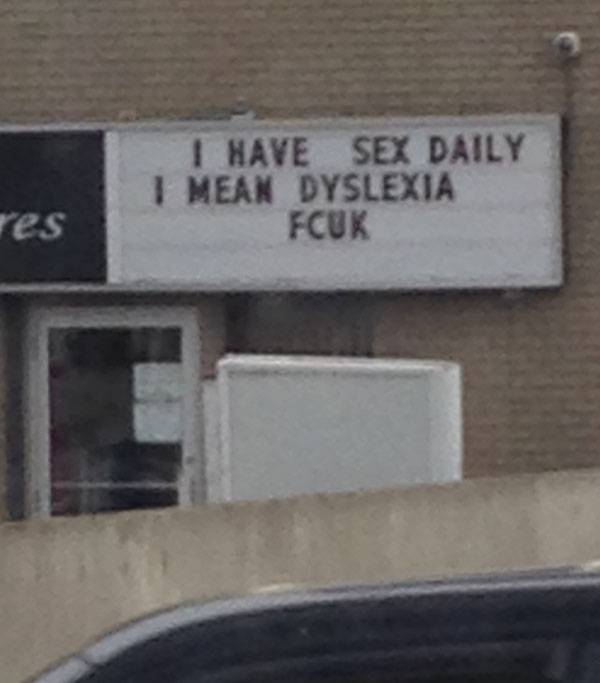 I HAVE SEX DAILY
I MEAN DYSLEXIA
FCUK
res